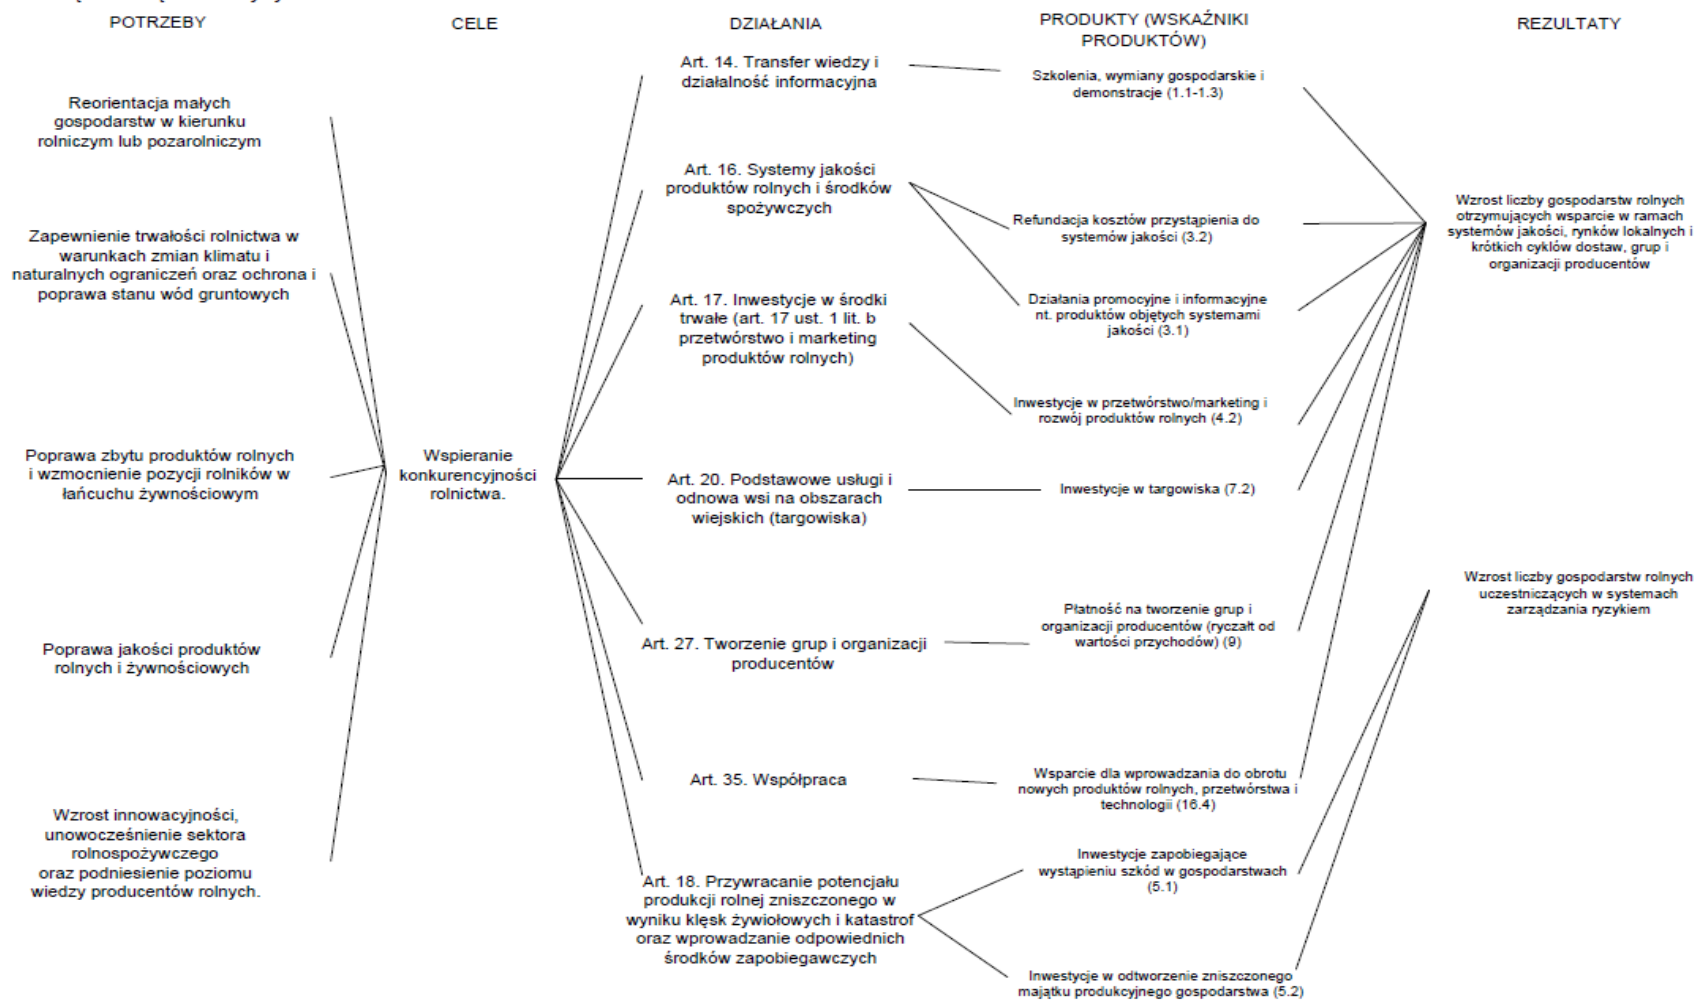 POTRZEBY
CELE
DZIAŁANIA
PRODUKTY (WSKAŹNIKI
PRODUKTÓW)
REZULTATY
Reorientacja małych
gospodarstw w kierunku
rolniczym lub pozarolniczym
Zapewnienie trwałości rolnictwa w
warunkach zmian klimatu i
naturalnych ograniczeń oraz ochrona i
poprawa stanu wód gruntowych
Poprawa zbytu produktów rolnych
i wzmocnienie pozycji rolników w
łańcuchu żywnościowym
Poprawa jakości produktów
rolnych i żywnościowych
Wzrost innowacyjności,
unowocześnienie sektora
rolnospożywczego
oraz podniesienie poziomu
wiedzy producentów rolnych.
Wspieranie
konkurencyjności
rolnictwa.
Art. 14. Transfer wiedzy i
działalność informacyjna
Art. 16. Systemy jakości
produktów rolnych i środków
spożywczych
Art. 17. Inwestycje w środki
trwałe (art. 17 ust. 1 lit. b
przetwórstwo i marketing
produktów rolnych)
Art. 20. Podstawowe usługi i
odnowa wsi na obszarach
wiejskich (targowiska)
Art. 27. Tworzenie grup i organizacji
producentów
Art. 35. Współpraca
Art. 18. Przywracanie potencjału
produkcji rolnej zniszczonego w
wyniku klęsk żywiołowych i katastrof
oraz wprowadzanie odpowiednich
środków zapobiegawczych
Szkolenia, wymiany gospodarskie i
demonstracje (1.1-1.3)
Refundacja kosztów przystąpienia do
systemów jakości (3.2)
Działania promocyjne i informacyjne
nt. produktów objętych systemami
jakości (3.1)
Inwestycje w przetwórstwo/marketing i
rozwój produktów rolnych (4.2)
Inwestycje w targowiska (7.2)
Płatność na tworzenie grup i
organizacji producentów (ryczałt od
wartości przychodów) (9)
Wsparcie dla wprowadzania do obrotu
nowych produktów rolnych, przetwórstwa i
technologii (16.4)
Inwestycje zapobiegające
wystąpieniu szkód w gospodarstwach
(5.1)
Inwestycje w odtworzenie zniszczonego
majątku produkcyjnego gospodarstwa (5.2)
Wzrost liczby gospodarstw rolnych
otrzymujących wsparcie w ramach
systemów jakości, rynków lokalnych i
krótkich cyklów dostaw, grup i
organizacji producentów
Wzrost liczby gospodarstw rolnych
uczestniczących w systemach
zarządzania ryzykiem